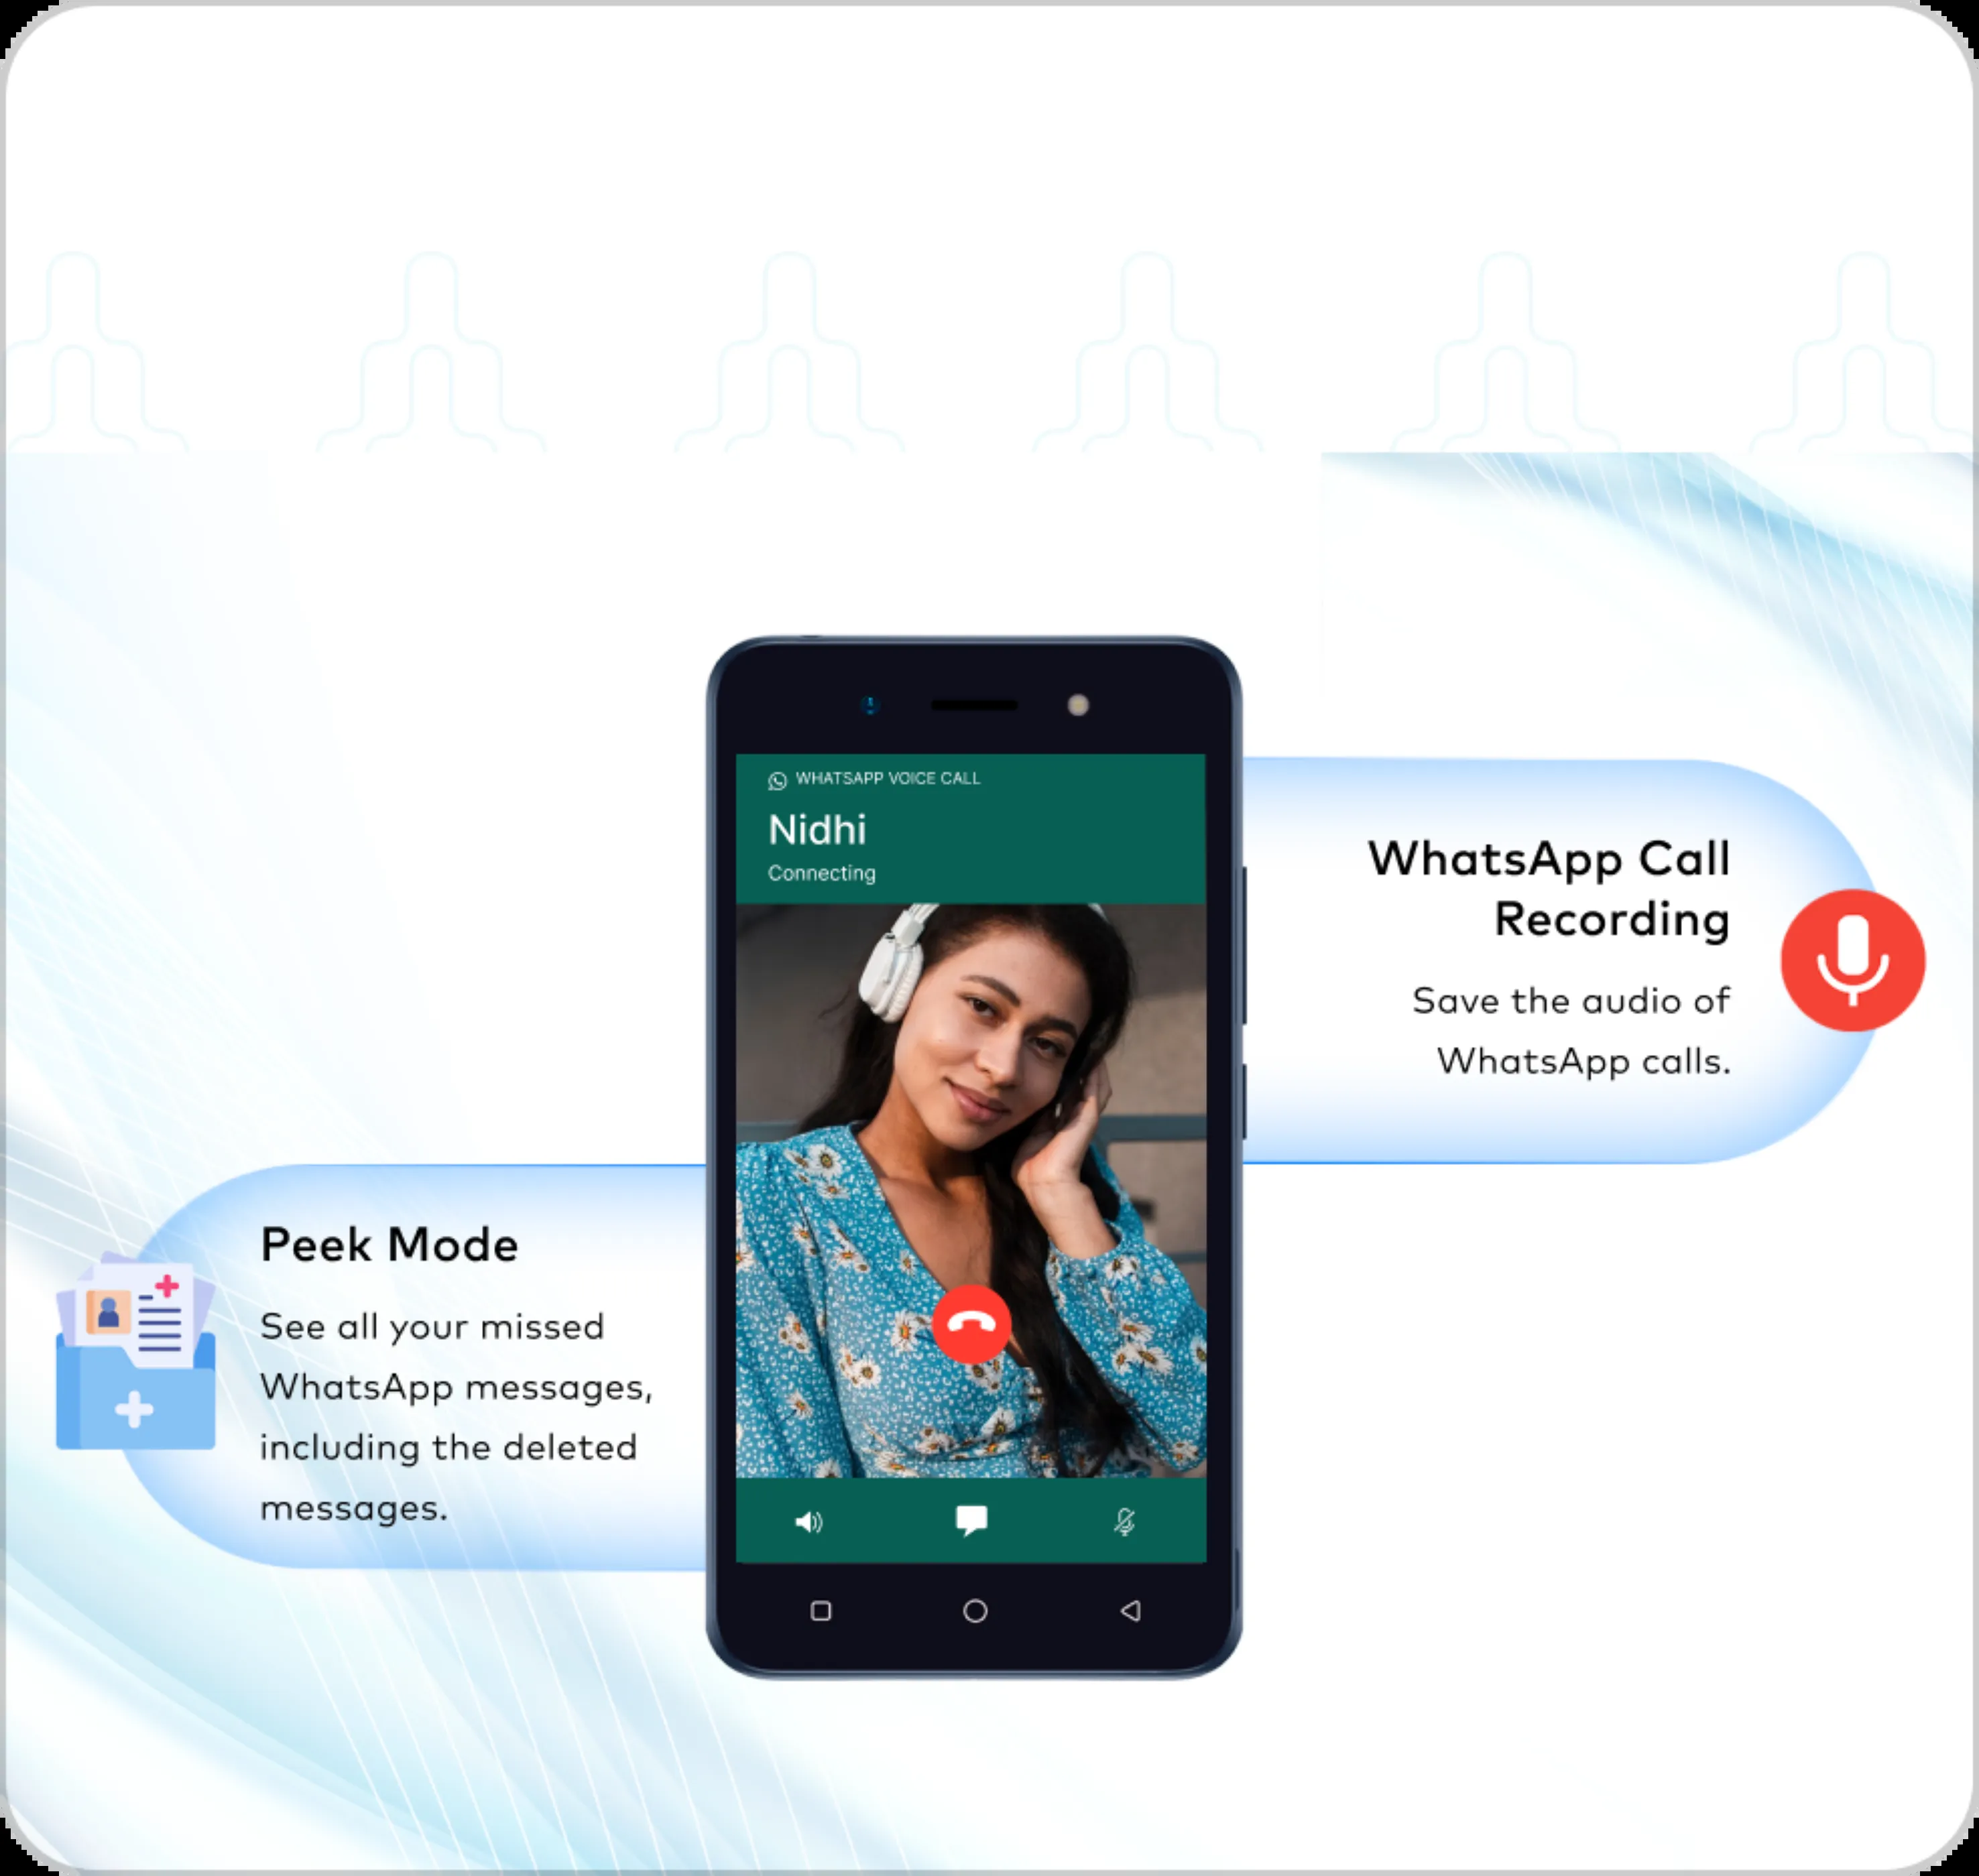 WHATSAPP VOICE CALL
Nidhi
Connecting
WhatsApp Call
Recording
Save the audio of
WhatsApp calls.
Peek Mode
See all your missed
WhatsApp messages,
including the deleted
messages.